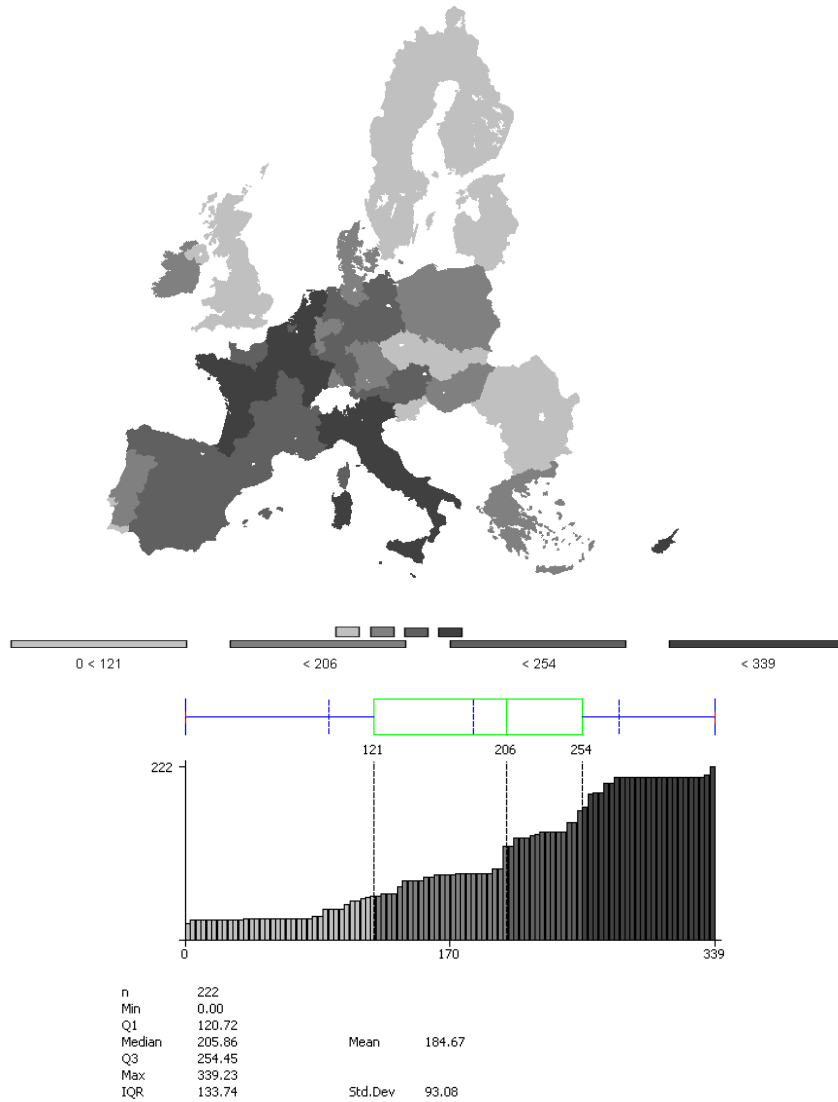 0 < 121 < 206 < 254 < 339
121 206 254
222
0 170 339
n 222
Min 0.00
Q1 120.72
Median 205.86 Mean 184.67
Q3 254.45
Max 339.23
IQR 133.74 Std.Dev 93.08